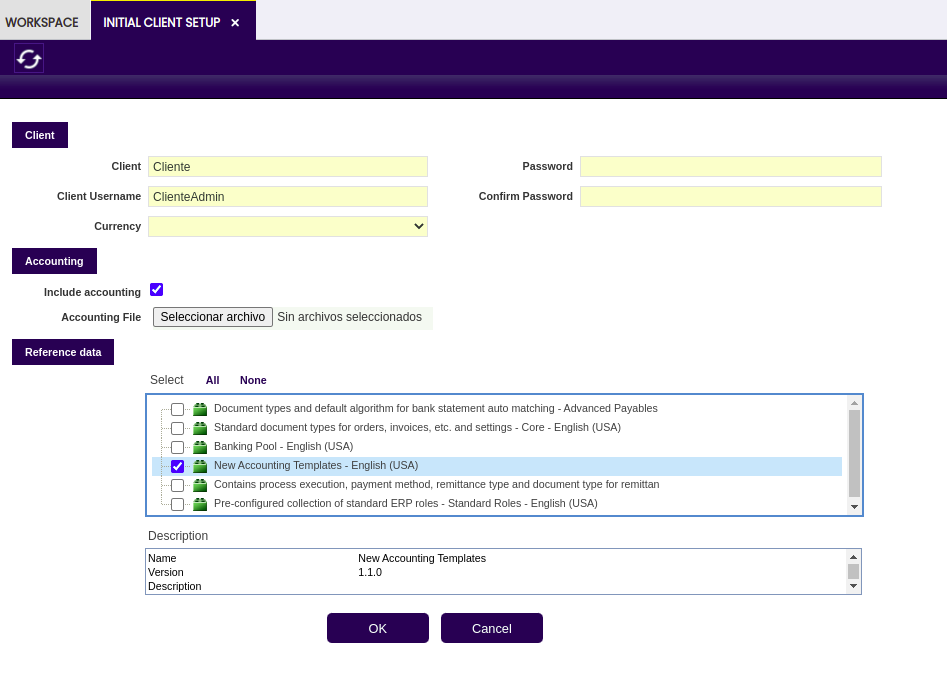 WORKSPACE
INITIAL CLIENT SETUP ×
Client
Client Cliente Password
Client Username ClienteAdmin Confirm Password
Currency
Accounting
Include accounting
Accounting File Seleccionar archivo Sin archivos seleccionados
Reference data
Select All None
Document types and default algorithm for bank statement auto matching - Advanced Payables
Standard document types for orders, invoices, etc. and settings - Core - English (USA)
Banking Pool - English (USA)
New Accounting Templates - English (USA)
Contains process execution, payment method, remittance type and document type for remittan
Pre-configured collection of standard ERP roles - Standard Roles - English (USA)
Description
Name New Accounting Templates
Version 1.1.0
Description
OK Cancel